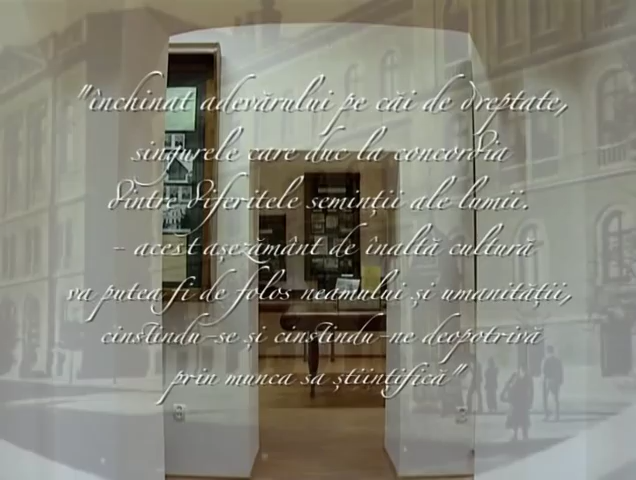 "închinat adevărului pe căi de dreptate,
singurele care duc la concordia
dintre diferitele seminții ale lumii.
- acest așezământ de înaltă cultură
va putea fi de folos neamului și umanității,
cinstindu-se și cinstindu-ne deopotrivă
prin munca sa științifică"